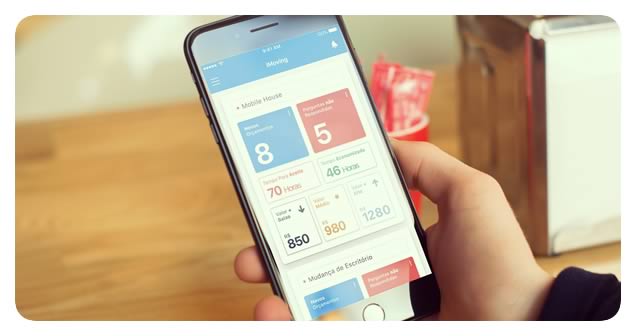 9:41 AM
iMoving
Mobile House
Novos
Orçamentos
8
Perguntas não
Respondidas
5
Tempo Para Aceite
70 Horas
Tempo Economizado
46 Horas
Valor +
Baixo
R$
850
Valor
Médio
R$
980
Valor +
R$
1280
Mudança de Escritório
Novos
Orçamentos
Perguntas não
Respondidas